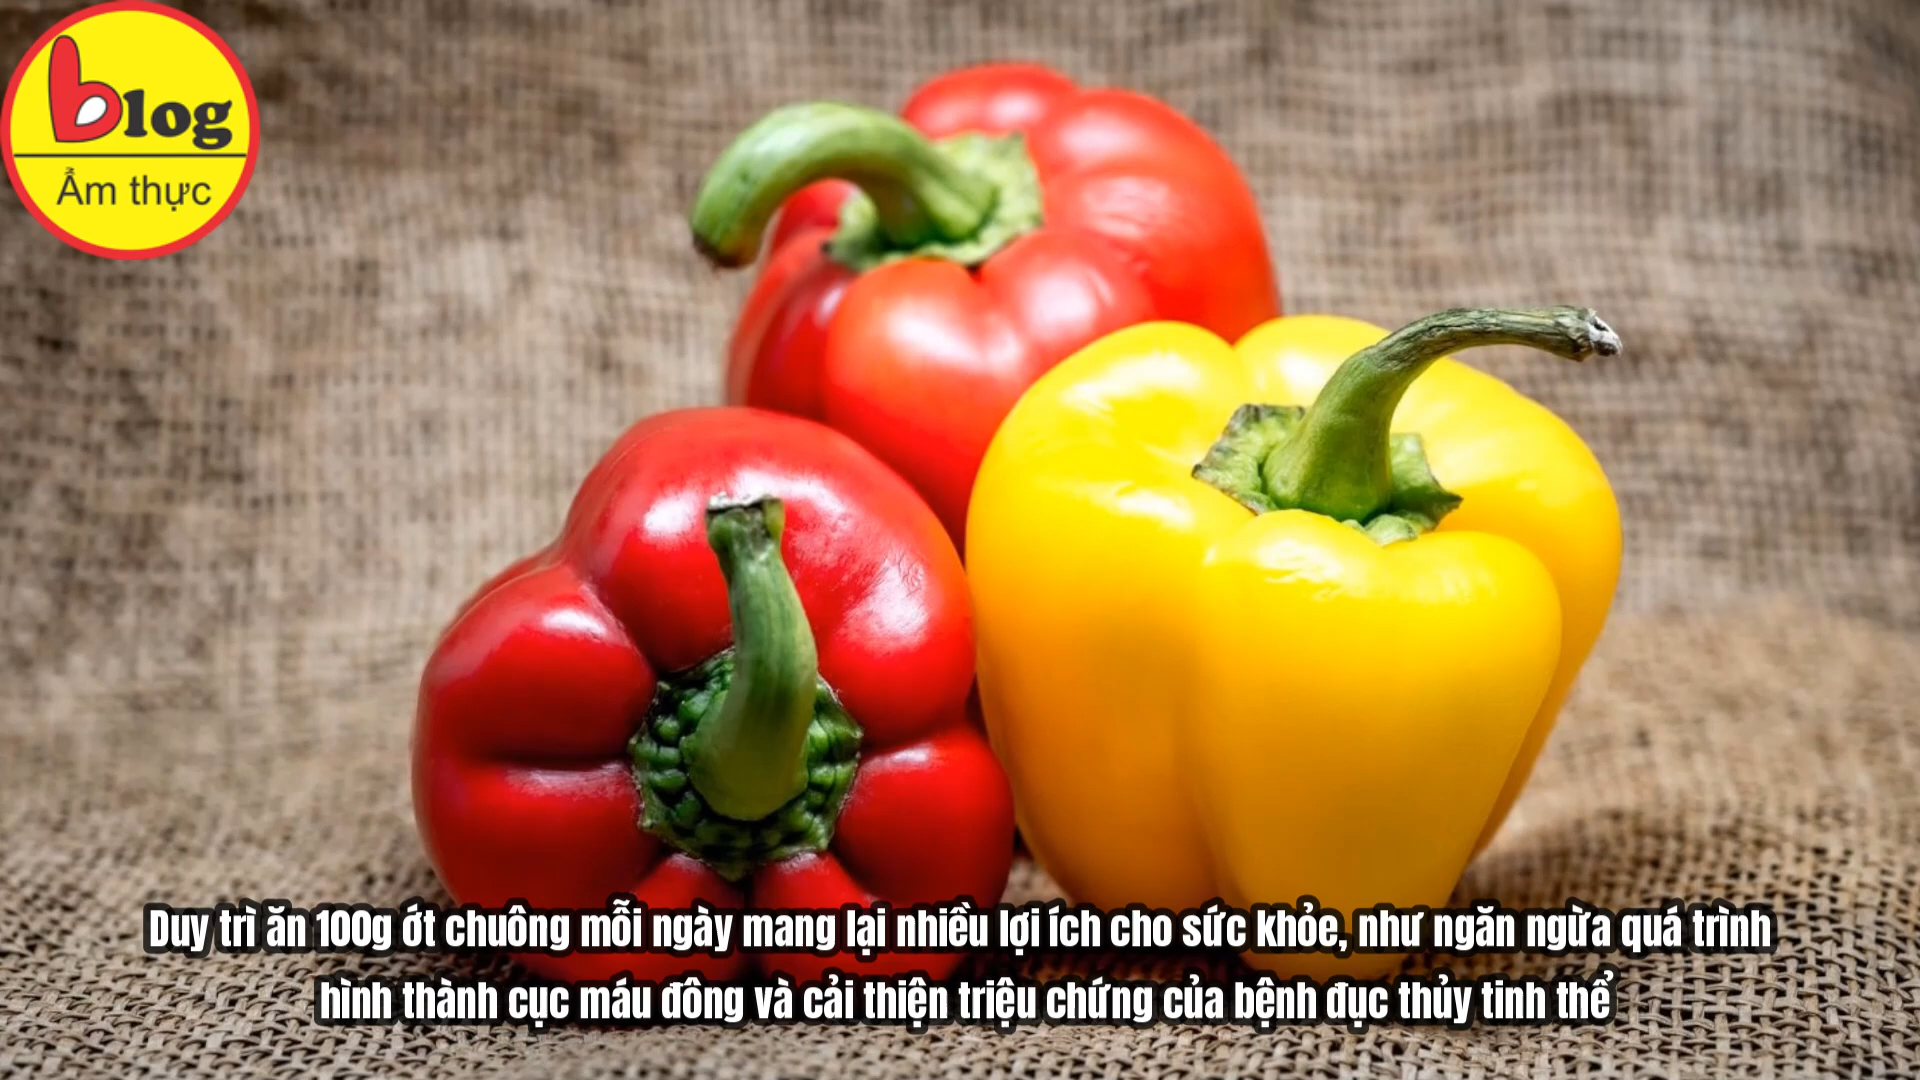 blog
Ẩm thực
Duy trì ăn 100g ớt chuông mỗi ngày mang lại nhiều lợi ích cho sức khỏe, như ngăn ngừa quá trình
hình thành cục máu đông và cải thiện triệu chứng của bệnh đục thủy tinh thể